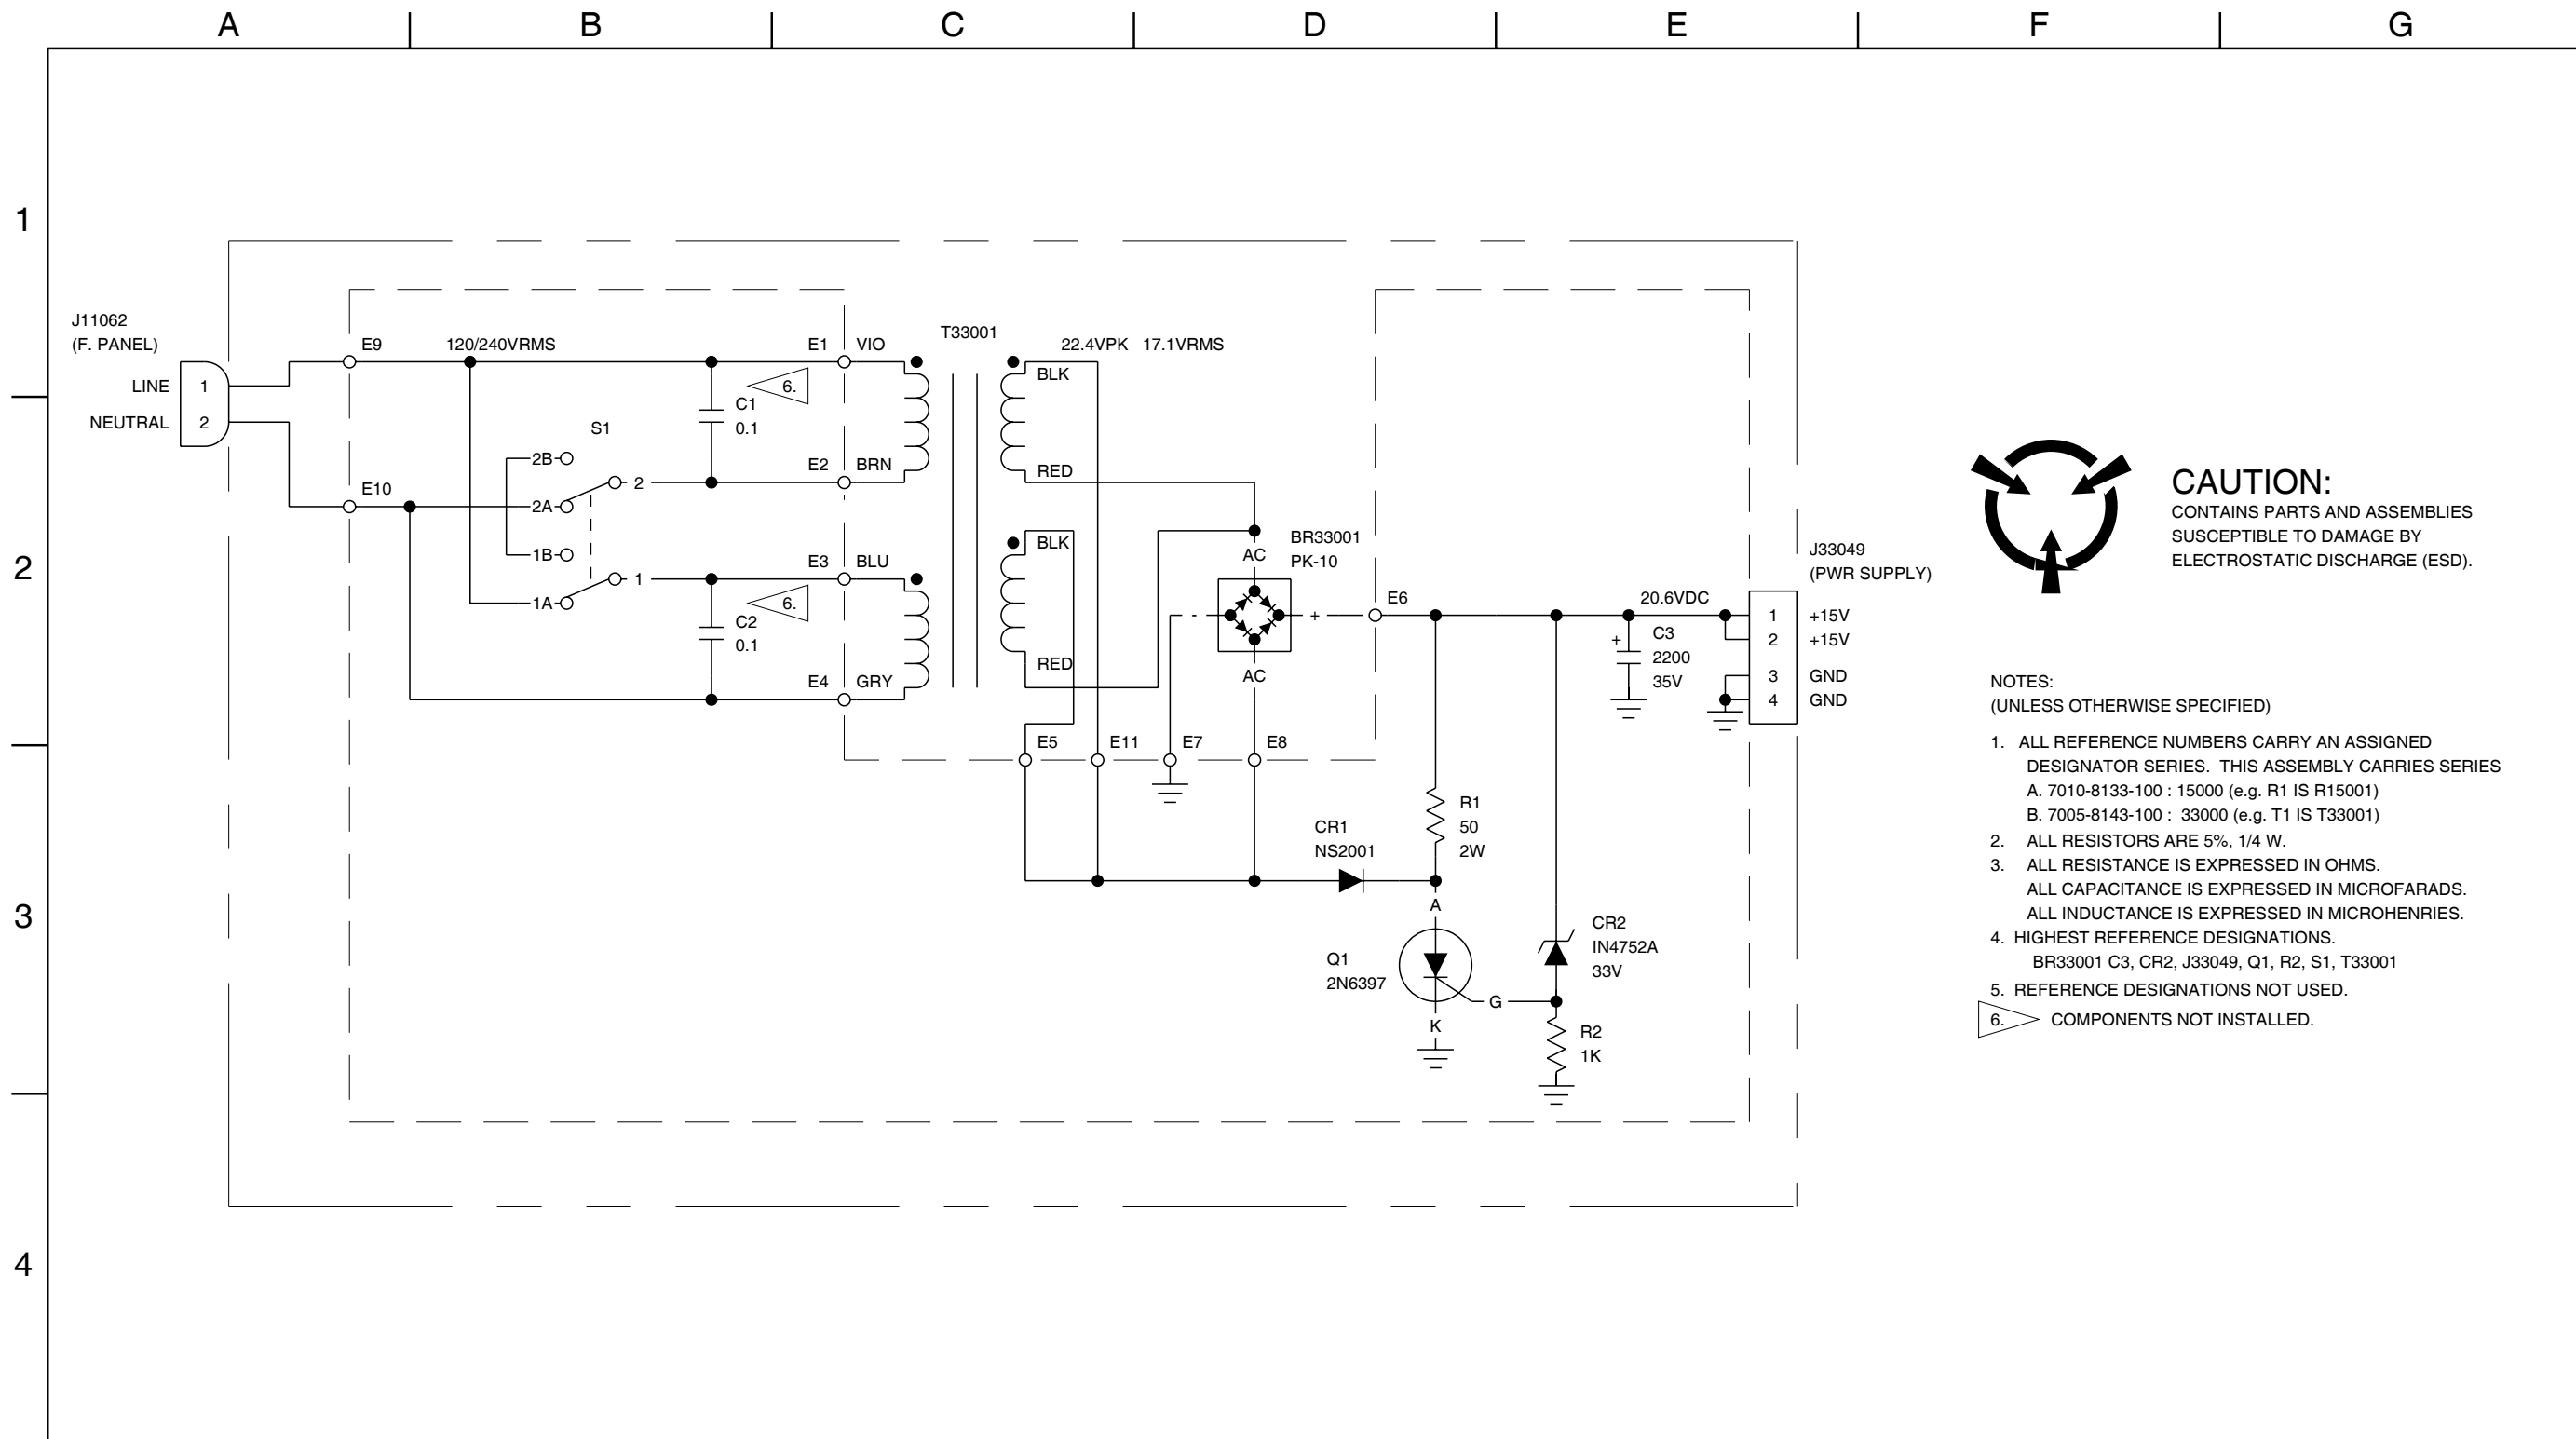 A B C D E F G
1
2
3
4
J11062
(F. PANEL)
LINE 1
NEUTRAL 2
E9
120/240VRMS
E10
S1
2B
2A
2
1B
1A
1
C1
0.1
6.
C2
0.1
6.
E1 VIO
E2 BRN
E3 BLU
E4 GRY
T33001
22.4VPK 17.1VRMS
BLK
RED
BLK
RED
E5
E11
E7
E8
AC
BR33001
PK-10
- +
AC
E6
20.6VDC
CR1
NS2001
R1
50
2W
A
Q1
2N6397
G
K
CR2
IN4752A
33V
R2
1K
+ C3
2200
35V
J33049
(PWR SUPPLY)
1 +15V
2 +15V
3 GND
4 GND
CAUTION:
CONTAINS PARTS AND ASSEMBLIES
SUSCEPTIBLE TO DAMAGE BY
ELECTROSTATIC DISCHARGE (ESD).
NOTES:
(UNLESS OTHERWISE SPECIFIED)
1. ALL REFERENCE NUMBERS CARRY AN ASSIGNED
DESIGNATOR SERIES. THIS ASSEMBLY CARRIES SERIES
A. 7010-8133-100 : 15000 (e.g. R1 IS R15001)
B. 7005-8143-100 : 33000 (e.g. T1 IS T33001)
2. ALL RESISTORS ARE 5%, 1/4 W.
3. ALL RESISTANCE IS EXPRESSED IN OHMS.
ALL CAPACITANCE IS EXPRESSED IN MICROFARADS.
ALL INDUCTANCE IS EXPRESSED IN MICROHENRIES.
4. HIGHEST REFERENCE DESIGNATIONS.
BR33001 C3, CR2, J33049, Q1, R2, S1, T33001
5. REFERENCE DESIGNATIONS NOT USED.
6. COMPONENTS NOT INSTALLED.